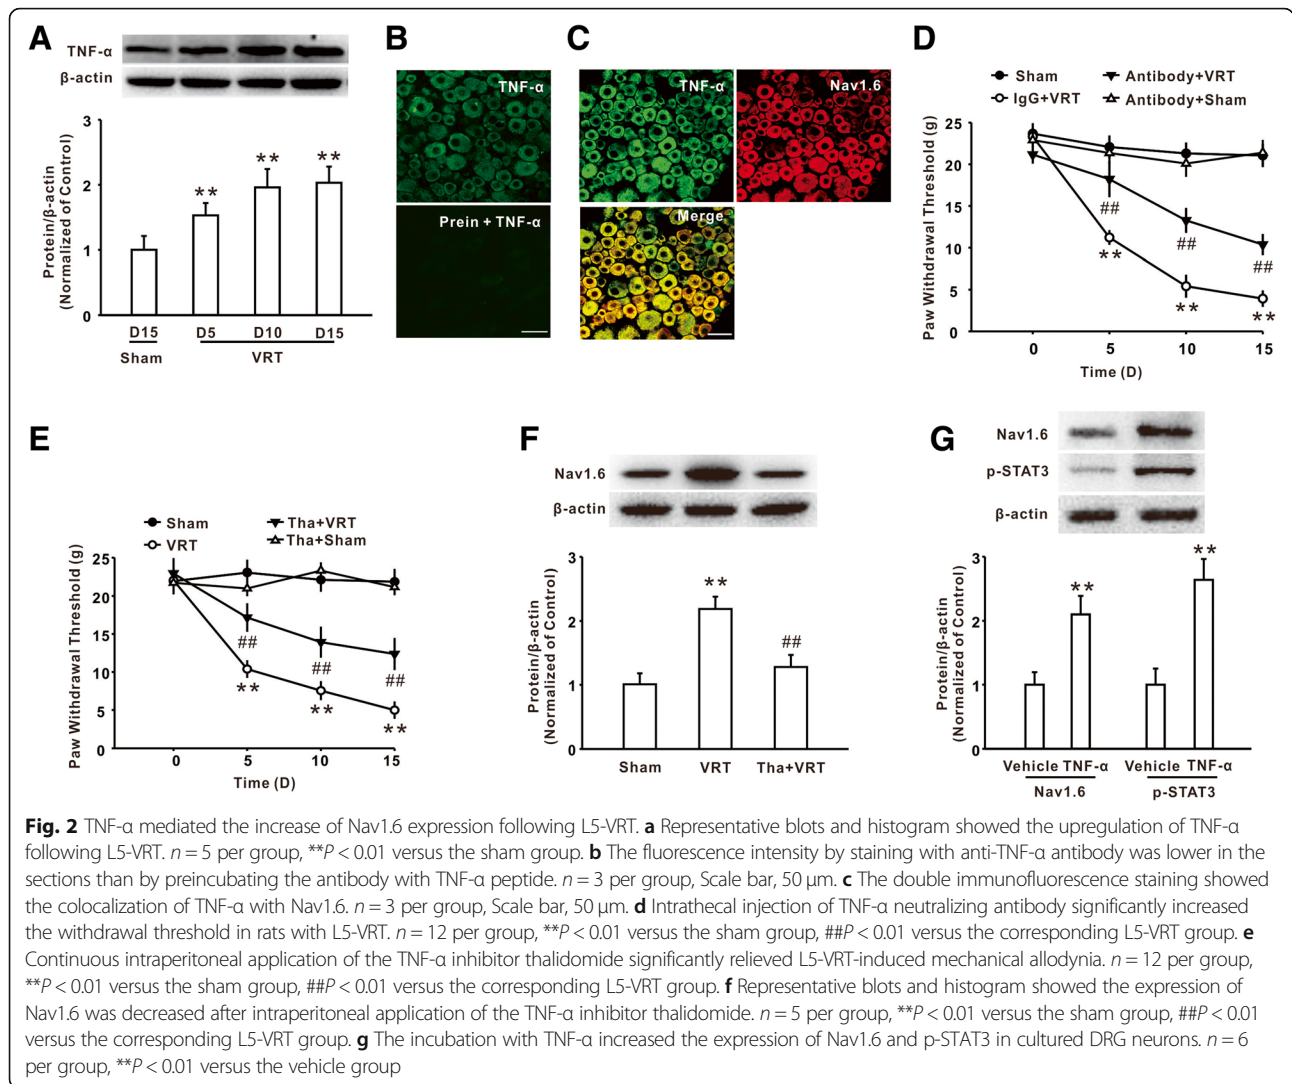 A
TNF-α
β-actin
Protein/β-actin
(Normalized of Control)
3
2
1
0
**
**
**
D15
D5
D10
D15
Sham
VRT
B
TNF-α
Prein + TNF-α
C
TNF-α
Nav1.6
Merge
D
Sham
Antibody+VRT
IgG+VRT
Antibody+Sham
Paw Withdrawal Threshold (g)
25
20
15
10
5
0
##
##
##
**
**
**
0
5
10
15
Time (D)
E
Sham
Tha+VRT
VRT
Tha+Sham
Paw Withdrawal Threshold (g)
25
20
15
10
5
0
##
##
##
**
**
**
0
5
10
15
Time (D)
F
Nav1.6
β-actin
Protein/β-actin
(Normalized of Control)
3
2
1
0
**
##
Sham
VRT
Tha+VRT
G
Nav1.6
p-STAT3
β-actin
Protein/β-actin
(Normalized of Control)
3
2
1
0
**
**
Vehicle TNF-α
Vehicle TNF-α
Nav1.6
p-STAT3
Fig. 2 TNF-α mediated the increase of Nav1.6 expression following L5-VRT. a Representative blots and histogram showed the upregulation of TNF-α
following L5-VRT. n = 5 per group, **P < 0.01 versus the sham group. b The fluorescence intensity by staining with anti-TNF-α antibody was lower in the
sections than by preincubating the antibody with TNF-α peptide. n = 3 per group, Scale bar, 50 μm. c The double immunofluorescence staining showed
the colocalization of TNF-α with Nav1.6. n = 3 per group, Scale bar, 50 μm. d Intrathecal injection of TNF-α neutralizing antibody significantly increased
the withdrawal threshold in rats with L5-VRT. n = 12 per group, **P < 0.01 versus the sham group, ##P < 0.01 versus the corresponding L5-VRT group. e
Continuous intraperitoneal application of the TNF-α inhibitor thalidomide significantly relieved L5-VRT-induced mechanical allodynia. n = 12 per group,
**P < 0.01 versus the sham group, ##P < 0.01 versus the corresponding L5-VRT group. f Representative blots and histogram showed the expression of
Nav1.6 was decreased after intraperitoneal application of the TNF-α inhibitor thalidomide. n = 5 per group, **P < 0.01 versus the sham group, ##P < 0.01
versus the corresponding L5-VRT group. g The incubation with TNF-α increased the expression of Nav1.6 and p-STAT3 in cultured DRG neurons. n = 6
per group, **P < 0.01 versus the vehicle group